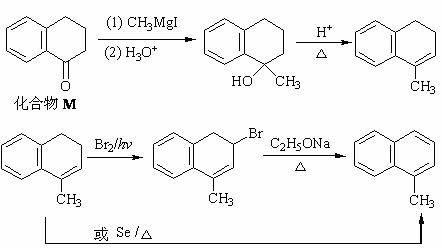 (1) CH₃MgI
(2) H₃O⁺
O
化合物 M
HO CH₃
H⁺
△
CH₃
Br₂/hν
CH₃
Br
CH₃
C₂H₅ONa
△
CH₃
或 Se /△